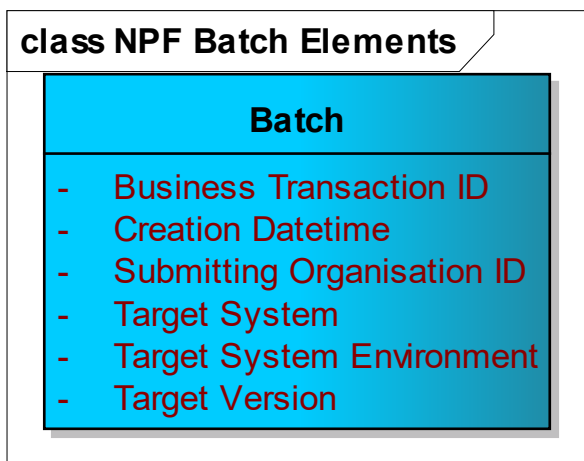 class NPF Batch Elements
Batch
- Business Transaction ID
- Creation Datetime
- Submitting Organisation ID
- Target System
- Target System Environment
- Target Version